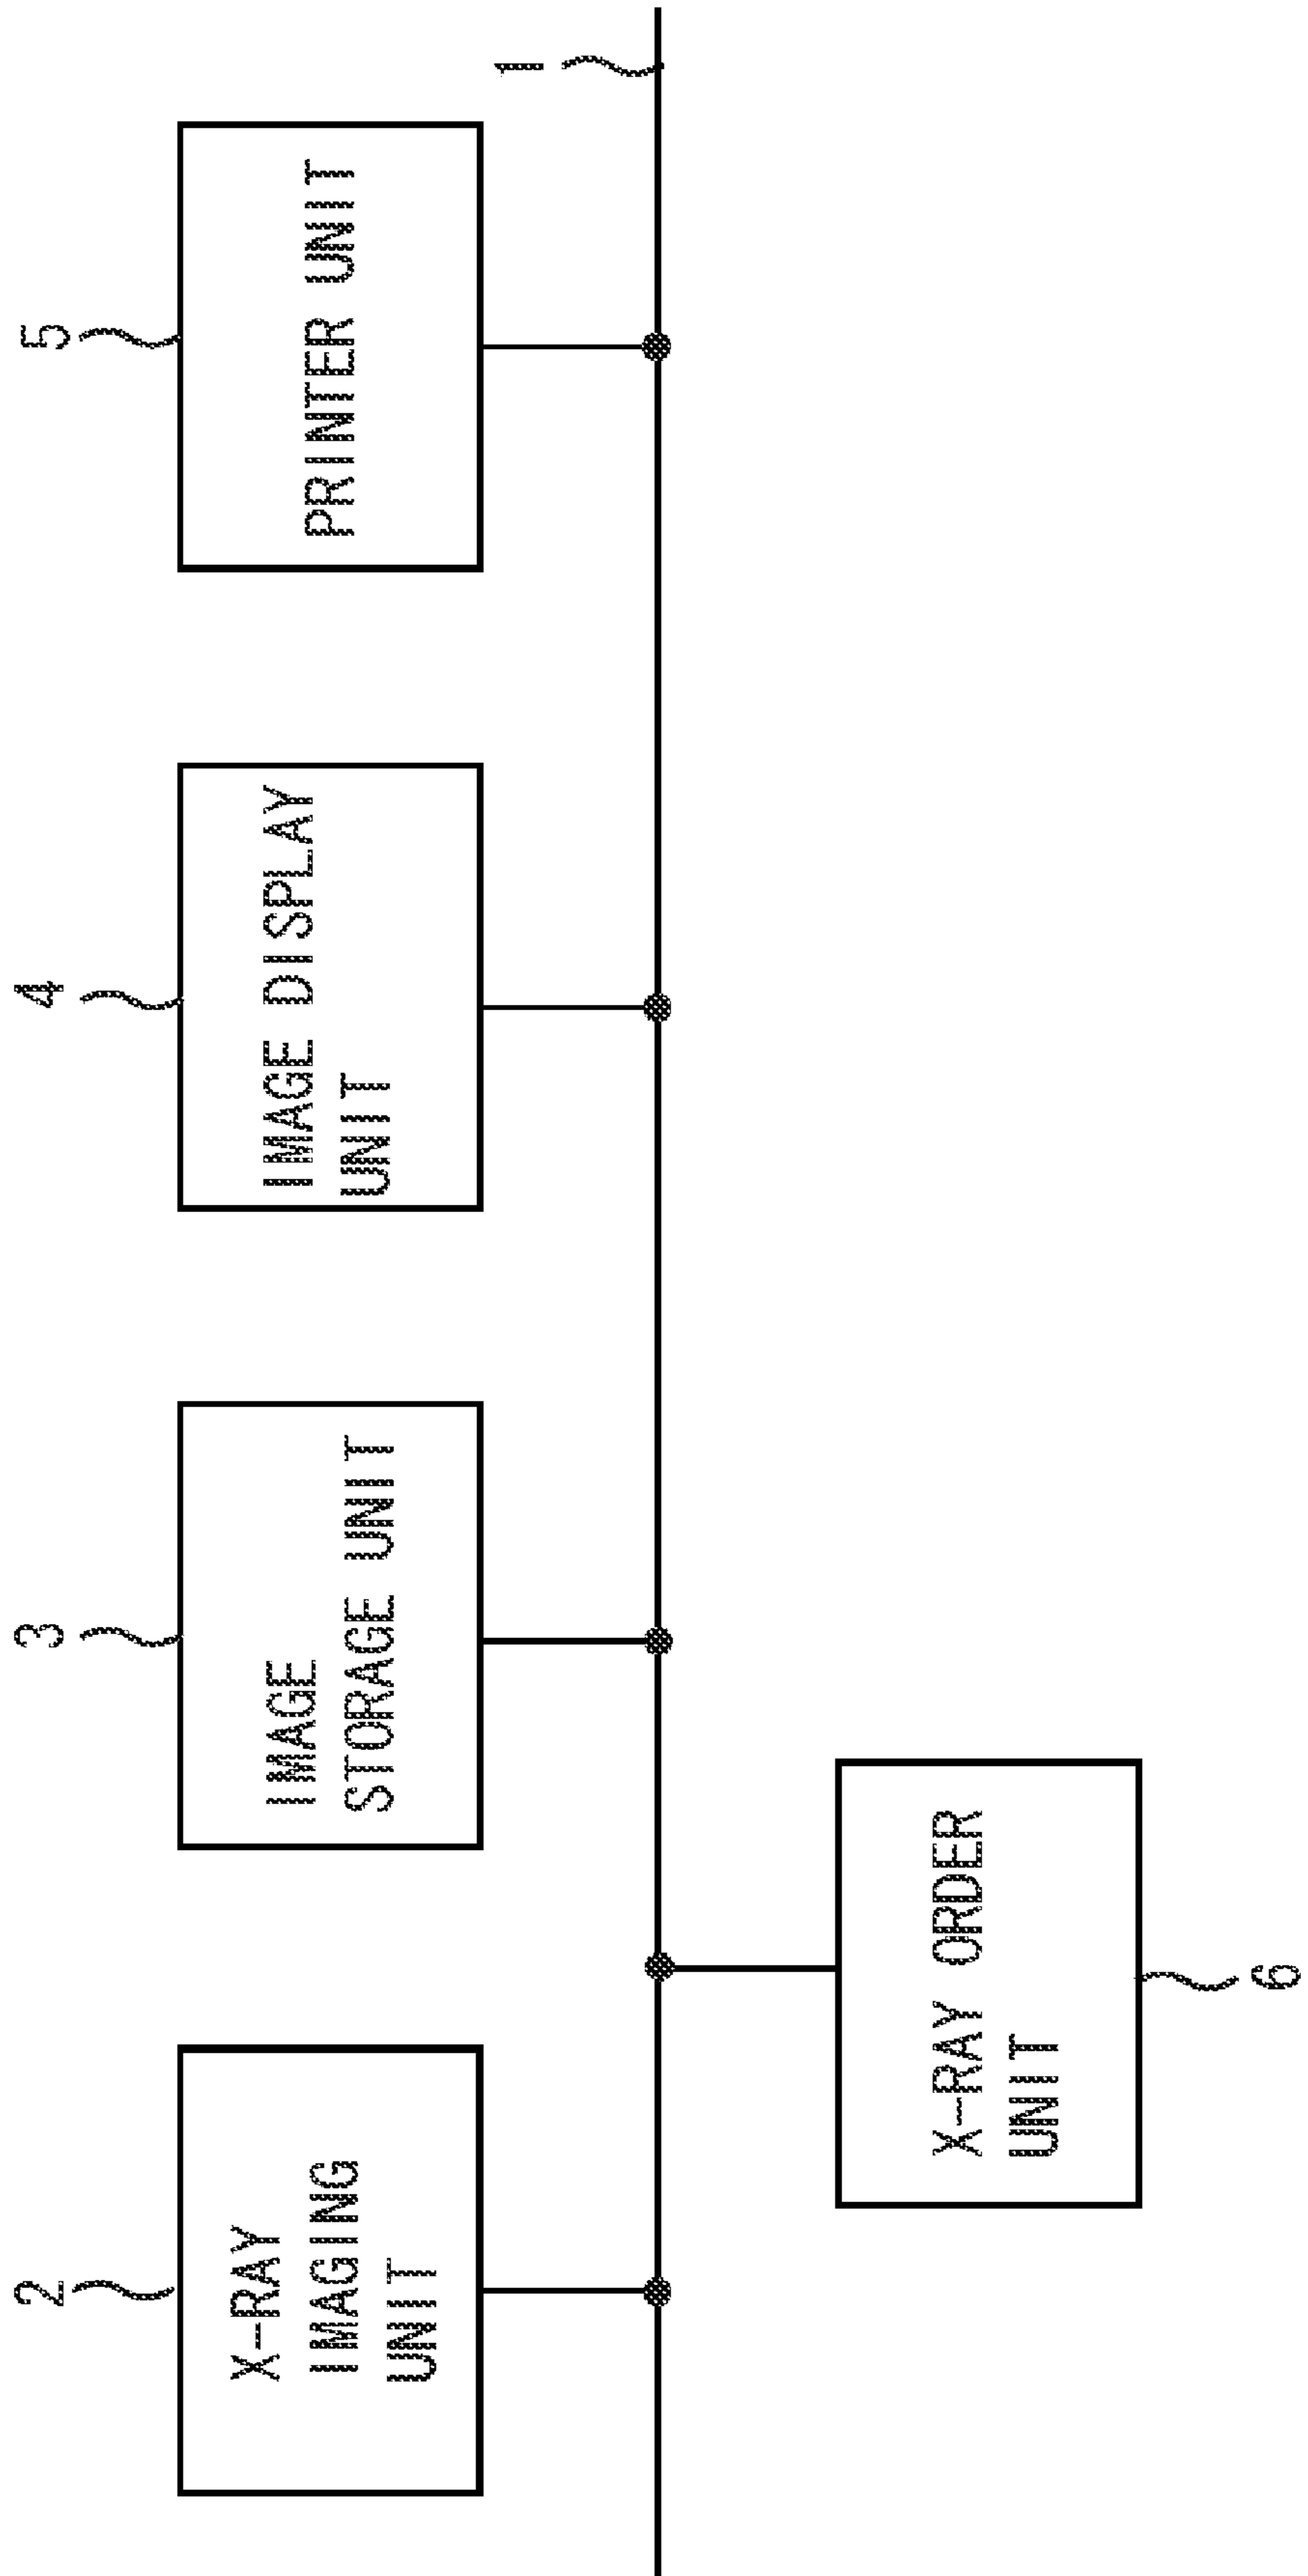 2
X-RAY
IMAGING
UNIT
3
IMAGE
STORAGE UNIT
4
IMAGE DISPLAY
UNIT
5
PRINTER UNIT
1
X-RAY ORDER
UNIT
6